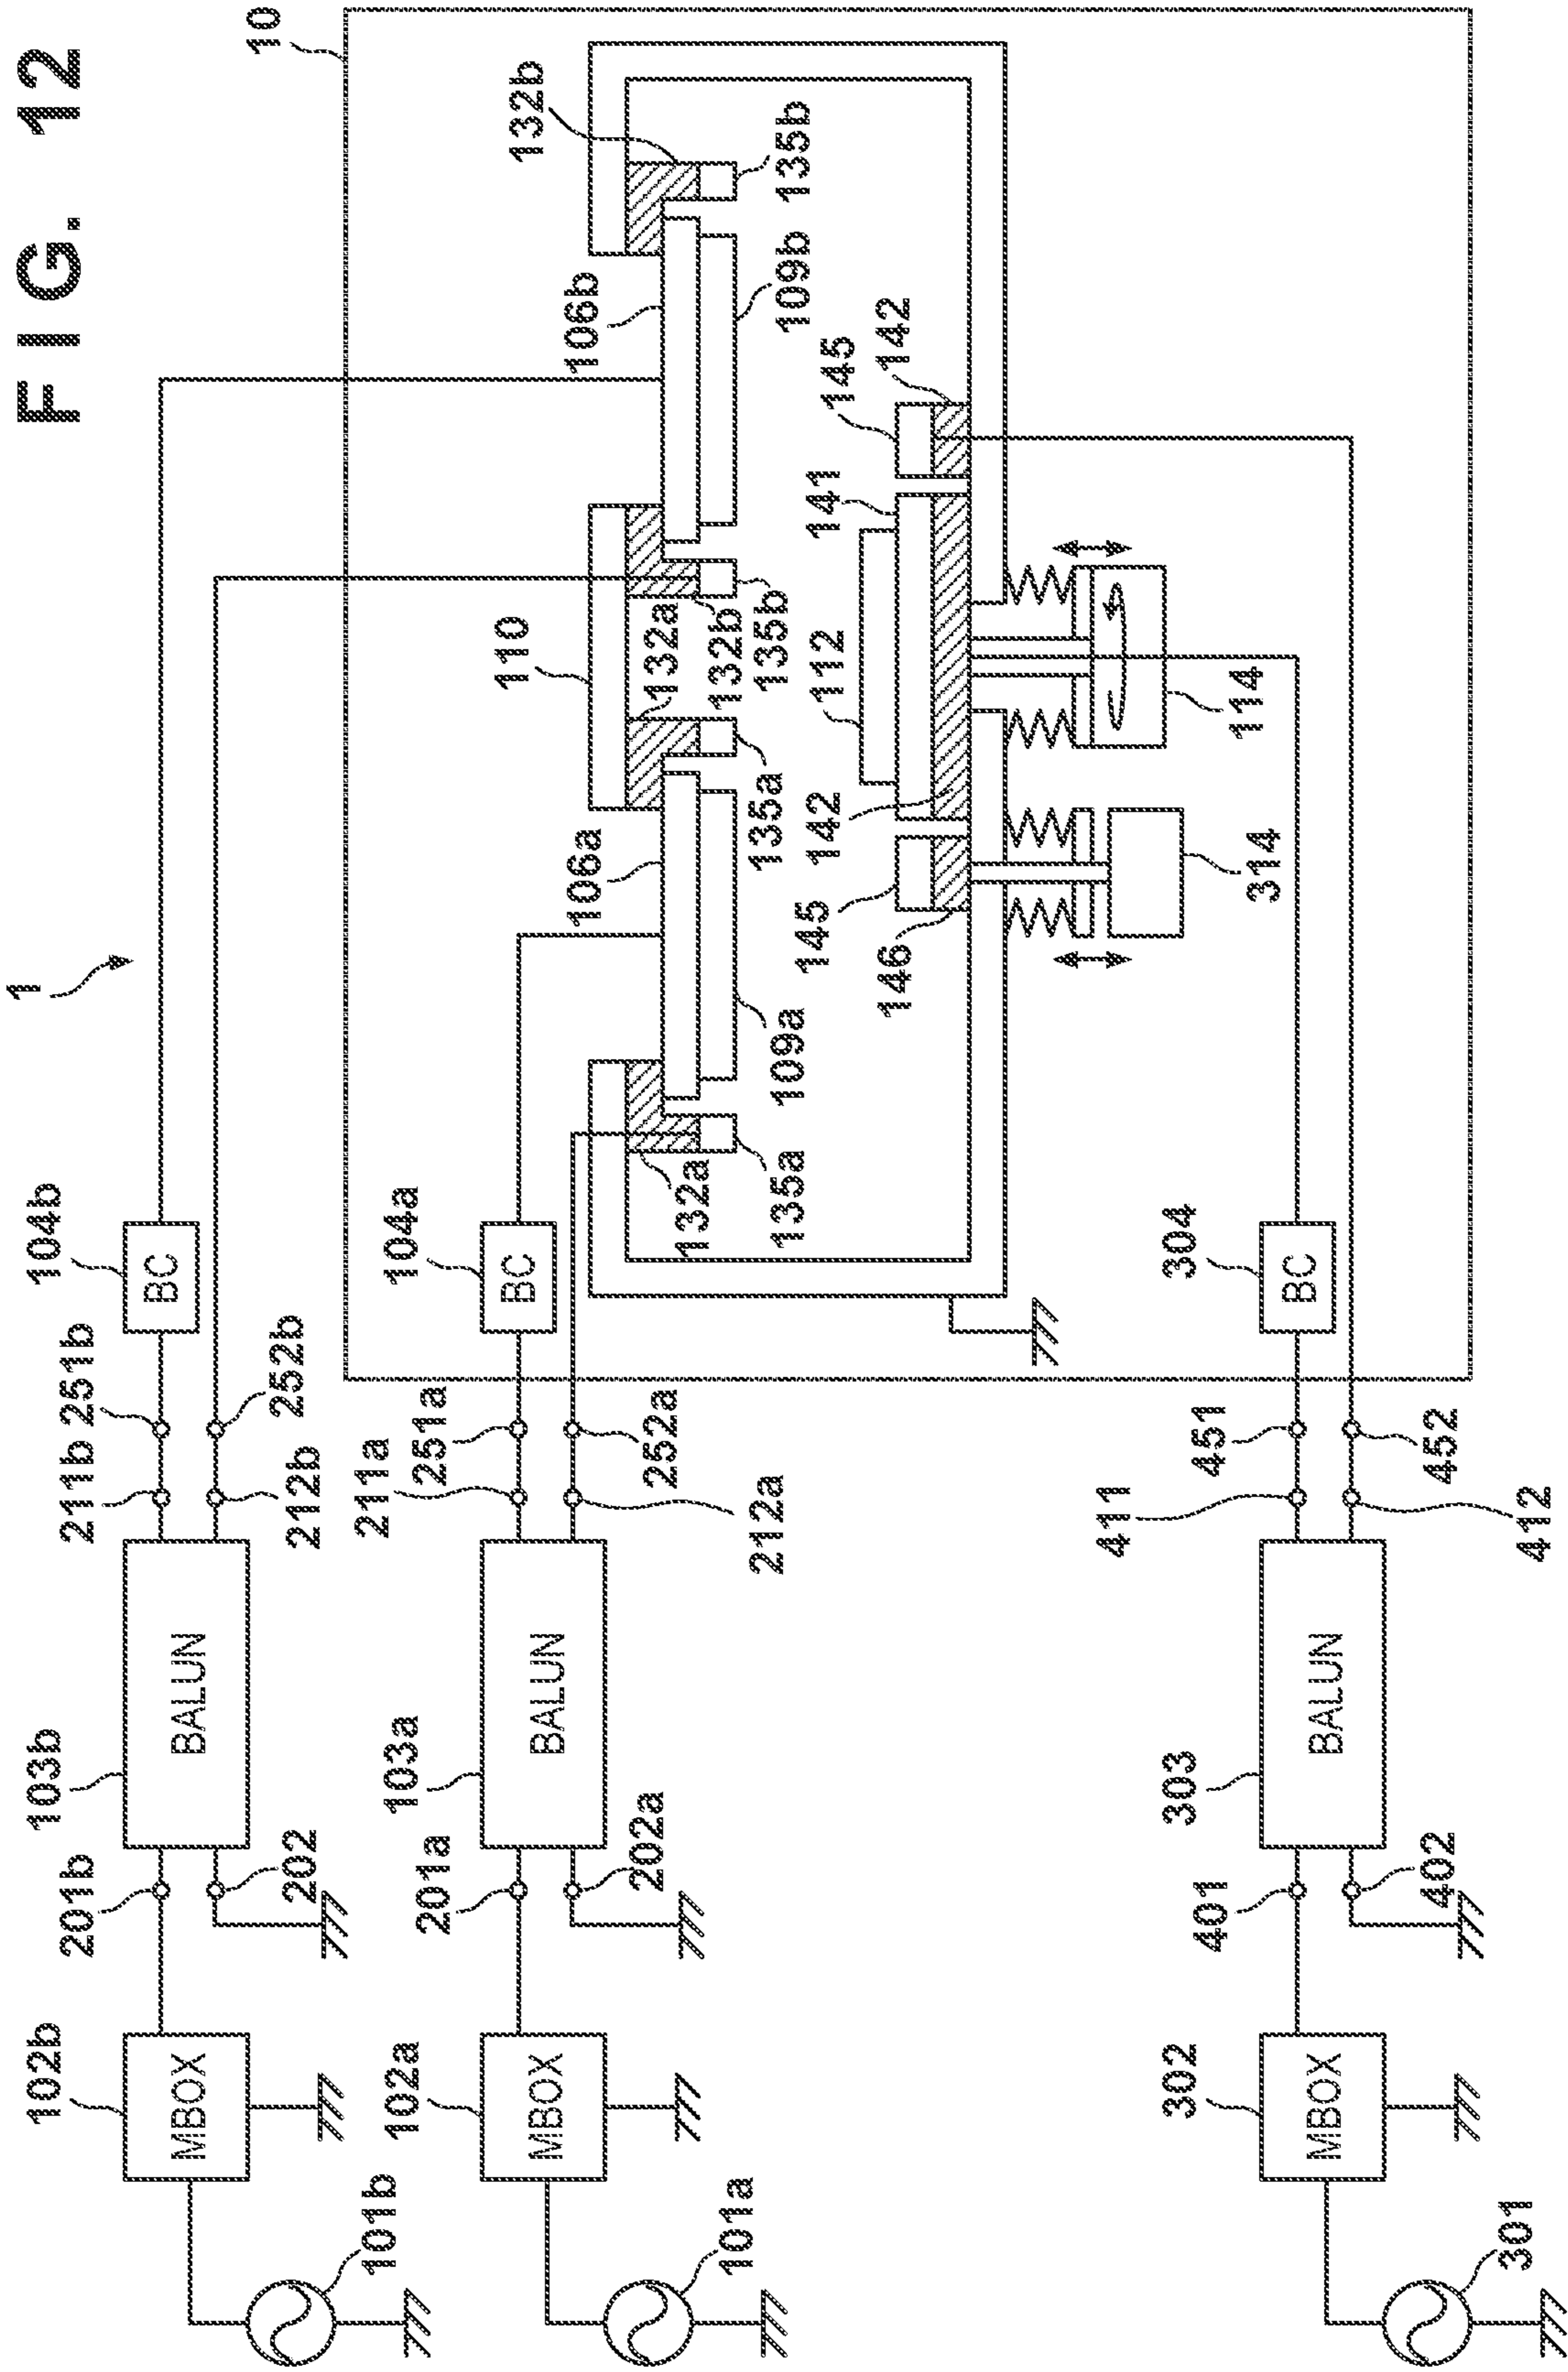 FIG. 12
1
10
104b
BC
211b
251b
252b
212b
103b
BALUN
201b
202
102b
MBOX
101b
104a
BC
211a
251a
252a
212a
103a
BALUN
201a
202a
102a
MBOX
101a
110
106a
106b
132b
135b
109b
132a
132b
135b
135a
109a
132a
135a
112
141
145
142
142
145
146
114
314
304
BC
411
451
452
412
303
BALUN
401
402
302
MBOX
301